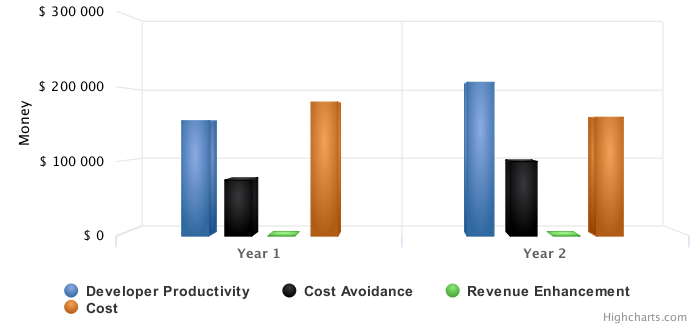 $ 300 000
$ 200 000
$ 100 000
$ 0
Money
Year 1
Year 2
Developer Productivity
Cost Avoidance
Revenue Enhancement
Cost
Highcharts.com